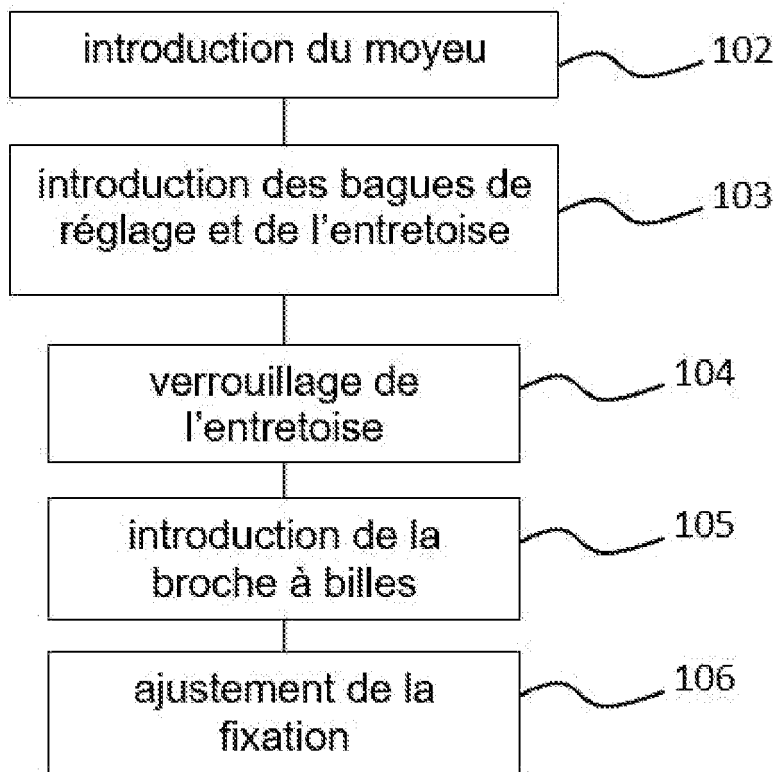 introduction du moyeu
102
introduction des bagues de
réglage et de l'entretoise
103
verrouillage de
l'entretoise
104
introduction de la
broche à billes
105
ajustement de la
fixation
106